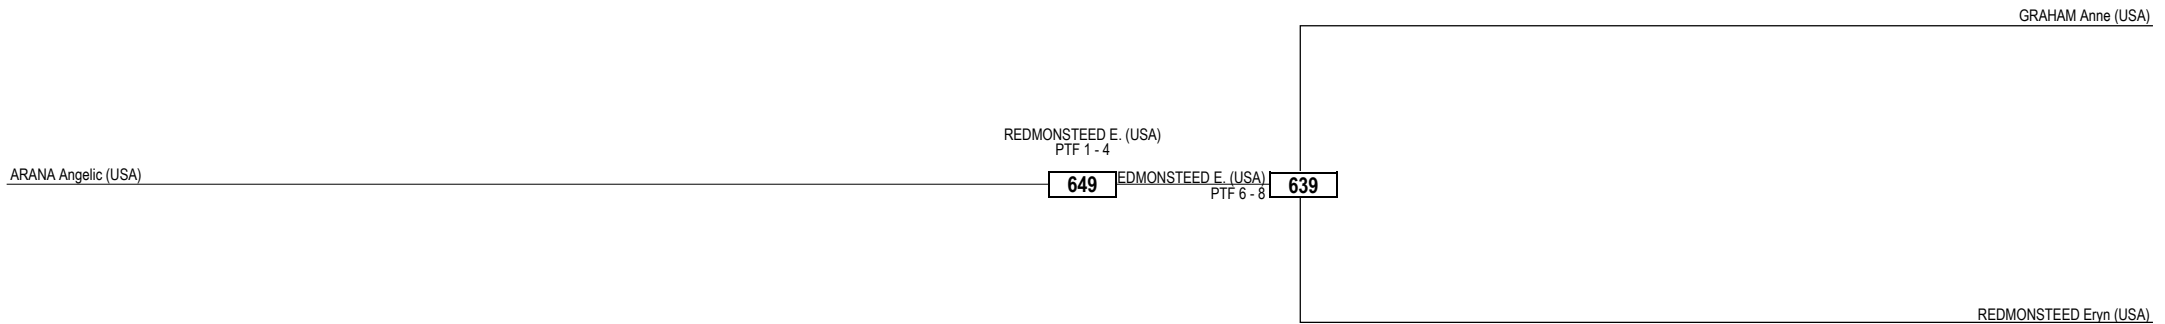 GRAHAM Anne (USA)
REDMONSTEED E. (USA)
PTF 1 - 4
ARANA Angelic (USA)
649
EDMONSTEED E. (USA)
PTF 6 - 8
639
REDMONSTEED Eryn (USA)